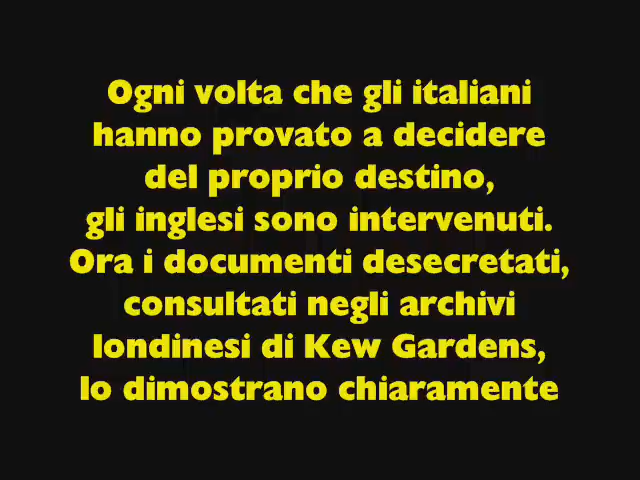 Ogni volta che gli italiani
hanno provato a decidere
del proprio destino,
gli inglesi sono intervenuti.
Ora i documenti desecretati,
consultati negli archivi
londinesi di Kew Gardens,
lo dimostrano chiaramente